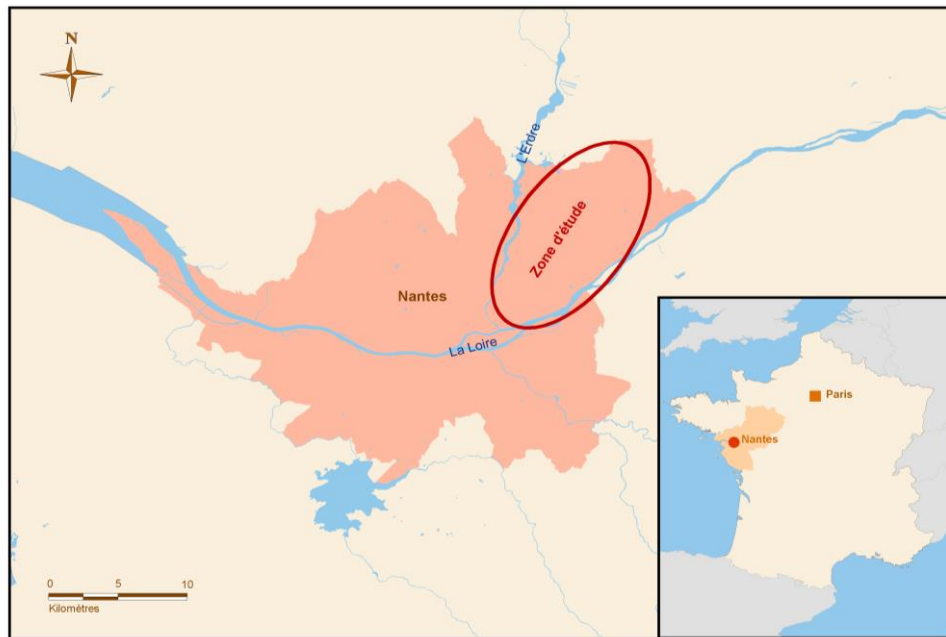 N
L'Erdre
Zone d'étude
Nantes
La Loire
Paris
Nantes
0 5 10
Kilomètres